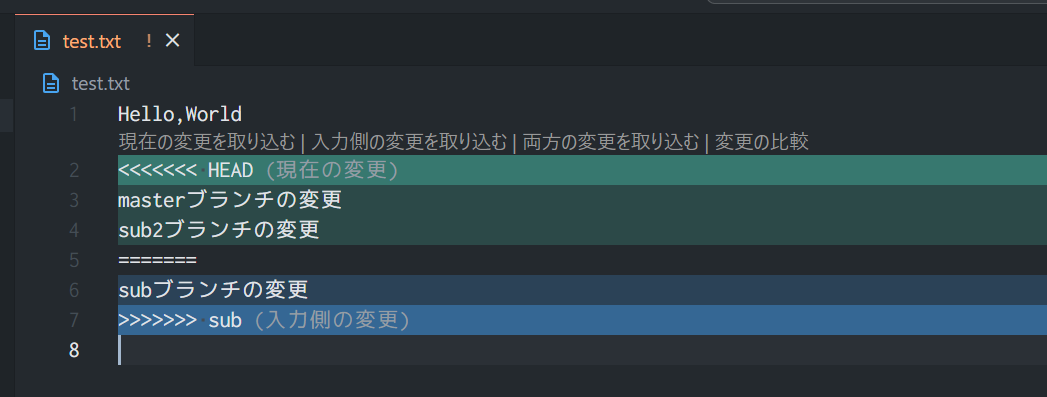 test.txt !
test.txt
1 Hello,World
現在の変更を取り込む | 入力側の変更を取り込む | 両方の変更を取り込む | 変更の比較
2 <<<<<<< HEAD (現在の変更)
3 masterブランチの変更
4 sub2ブランチの変更
5 =======
6 subブランチの変更
7 >>>>>>> sub (入力側の変更)
8